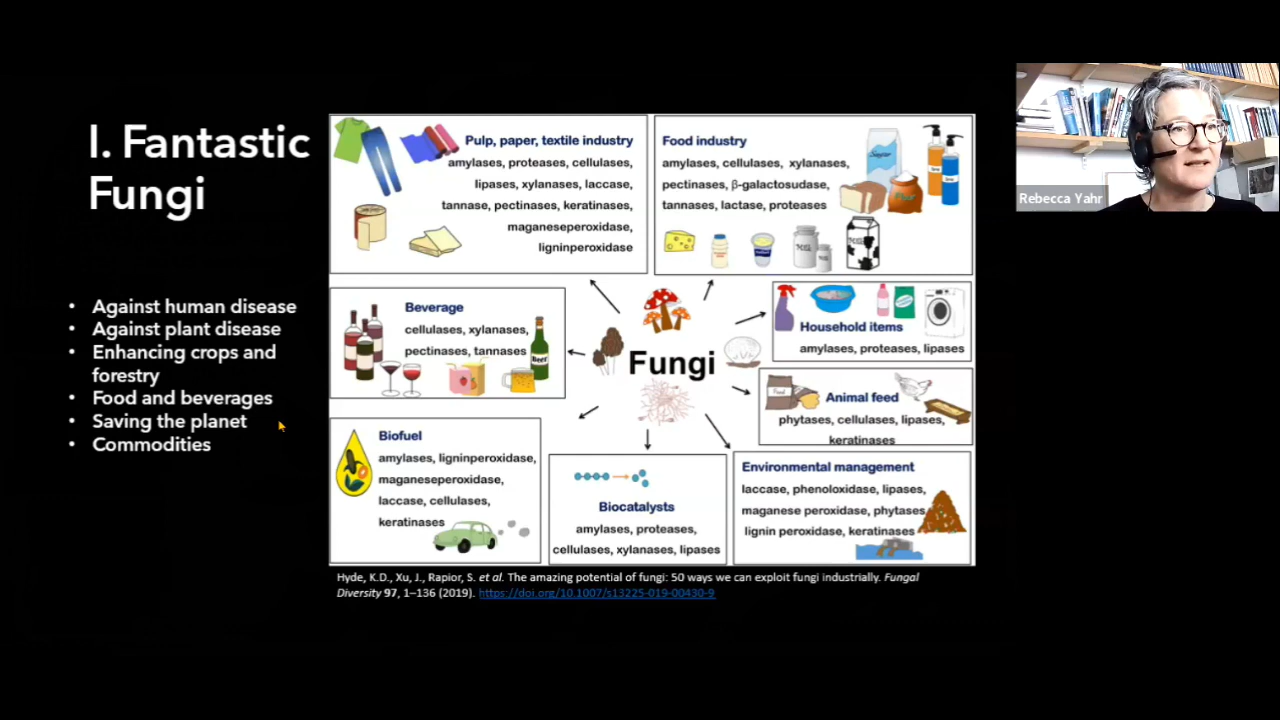 I. Fantastic
Fungi
• Against human disease
• Against plant disease
• Enhancing crops and
forestry
• Food and beverages
• Saving the planet
• Commodities
Pulp, paper, textile industry
amylases, proteases, cellulases,
lipases, xylanases, laccase,
tannase, pectinases, keratinases,
maganeseperoxidase,
ligninperoxidase
Food industry
amylases, cellulases, xylanases,
pectinases, β-galactosudase,
tannases, lactase, proteases
Sugar
Beverage
cellulases, xylanases,
pectinases, tannases
Beer
Fungi
Household items
amylases, proteases, lipases
Animal feed
phytases, cellulases, lipases,
keratinases
Food
Biofuel
amylases, ligninperoxidase,
maganeseperoxidase,
laccase, cellulases,
keratinases
Biocatalysts
amylases, proteases,
cellulases, xylanases, lipases
Environmental management
laccase, phenoloxidase, lipases,
maganese peroxidase, phytases,
lignin peroxidase, keratinases
Hyde, K.D., Xu, J., Rapior, S. et al. The amazing potential of fungi: 50 ways we can exploit fungi industrially. Fungal
Diversity 97, 1–136 (2019). https://doi.org/10.1007/s13225-019-00430-9
Rebecca Yahr